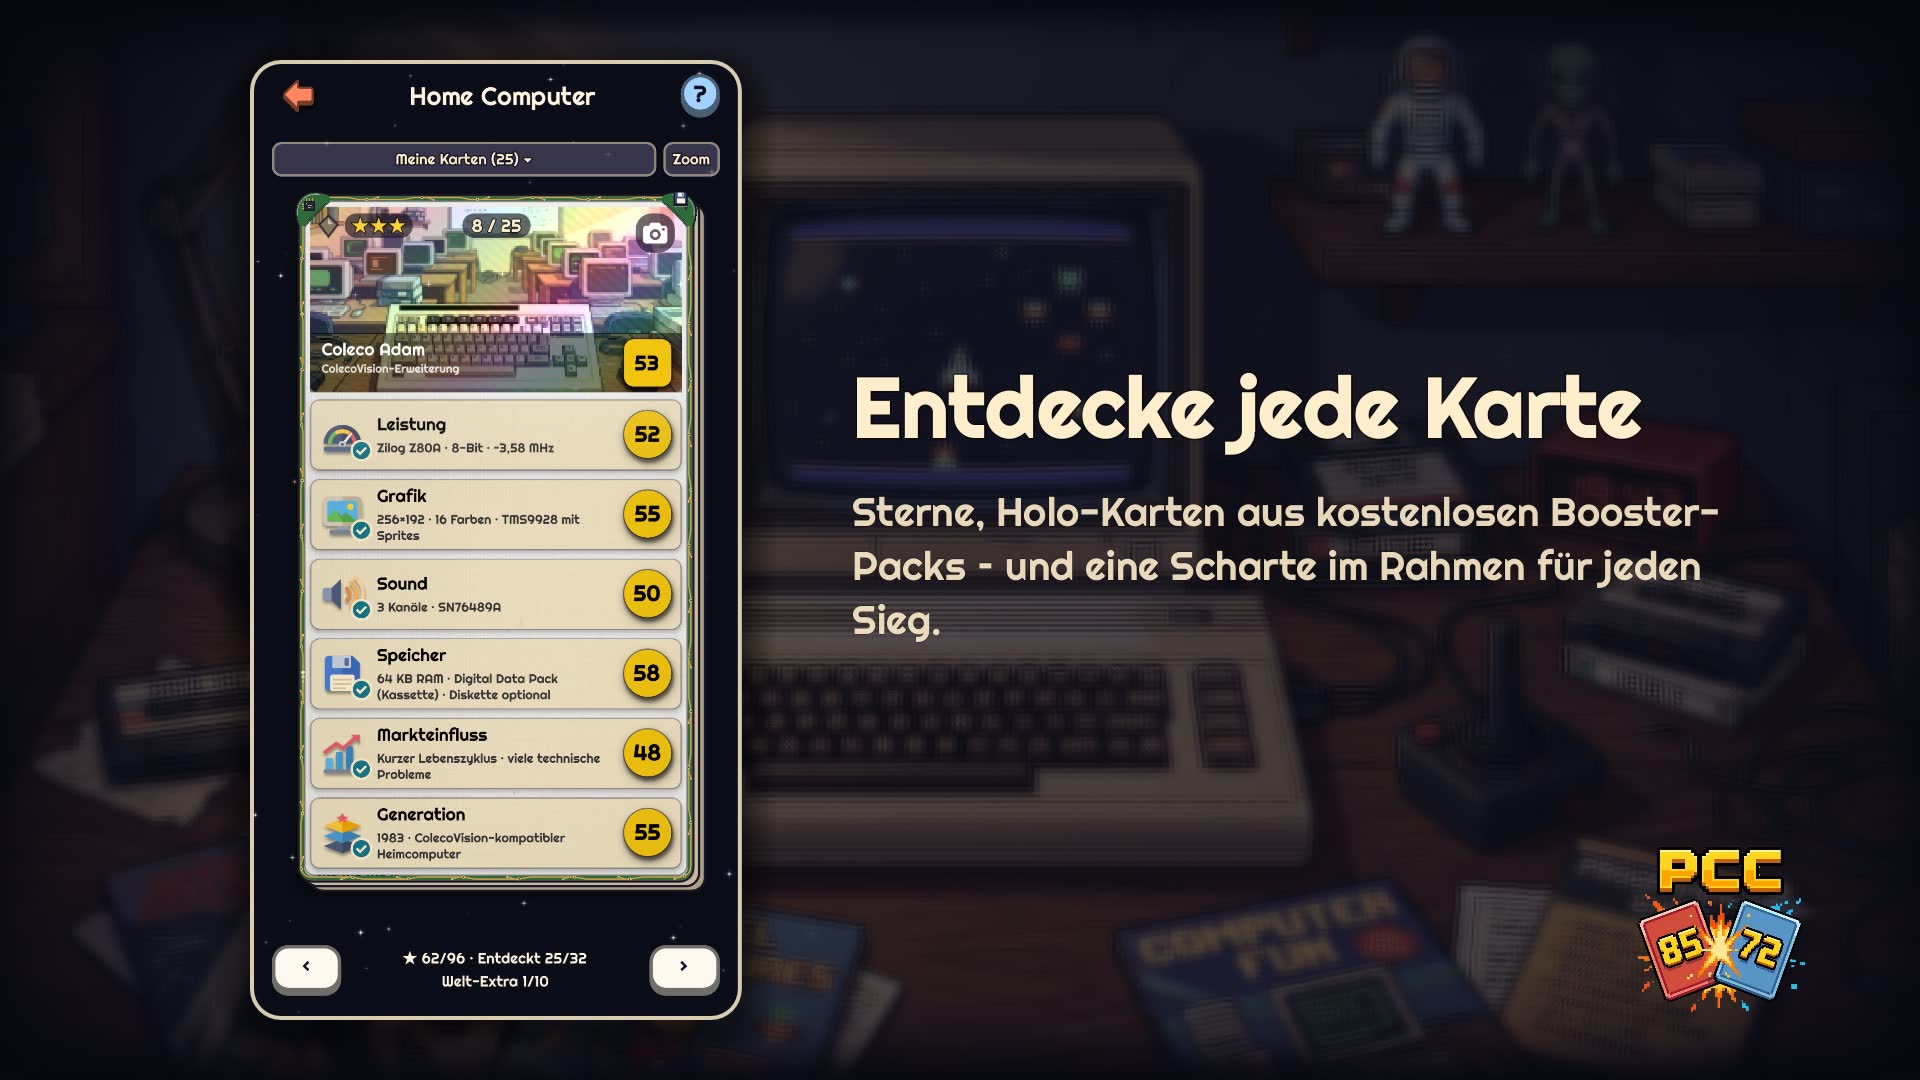 Home Computer
?
Meine Karten (25)
Zoom
8 / 25
Coleco Adam
ColecoVision-Erweiterung
53
Leistung
Zilog Z80A · 8-Bit · ~3,58 MHz
52
Grafik
256×192 · 16 Farben · TMS9928 mit
Sprites
55
Sound
3 Kanäle · SN76489A
50
Speicher
64 KB RAM · Digital Data Pack
(Kassette) · Diskette optional
58
Markteinfluss
Kurzer Lebenszyklus · viele technische
Probleme
48
Generation
1983 · ColecoVision-kompatibler
Heimcomputer
55
★ 62/96 · Entdeckt 25/32
Welt-Extra 1/10
Entdecke jede Karte
Sterne, Holo-Karten aus kostenlosen Booster-
Packs – und eine Scharte im Rahmen für jeden
Sieg.
COMPUTER
FUN
PCC
85
72